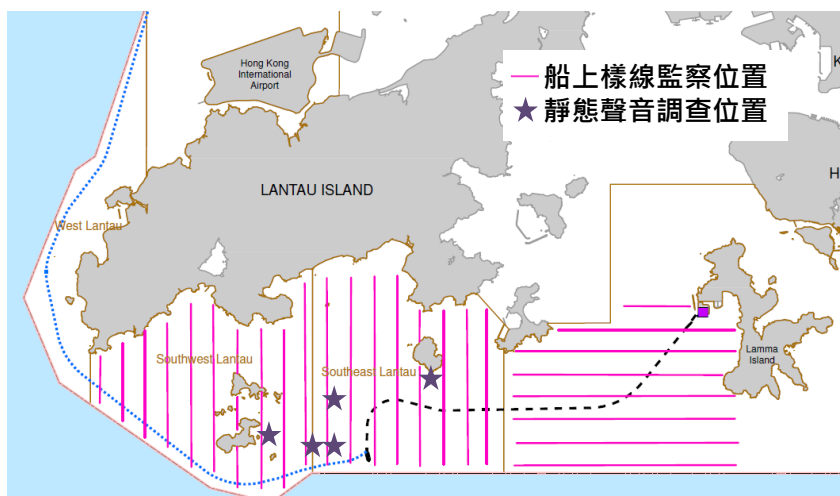 Hong Kong
International
Airport
船上樣線監察位置
靜態聲音調查位置
K
H
LANTAU ISLAND
West Lantau
Southwest Lantau
Southeast Lantau
Lamma
Island